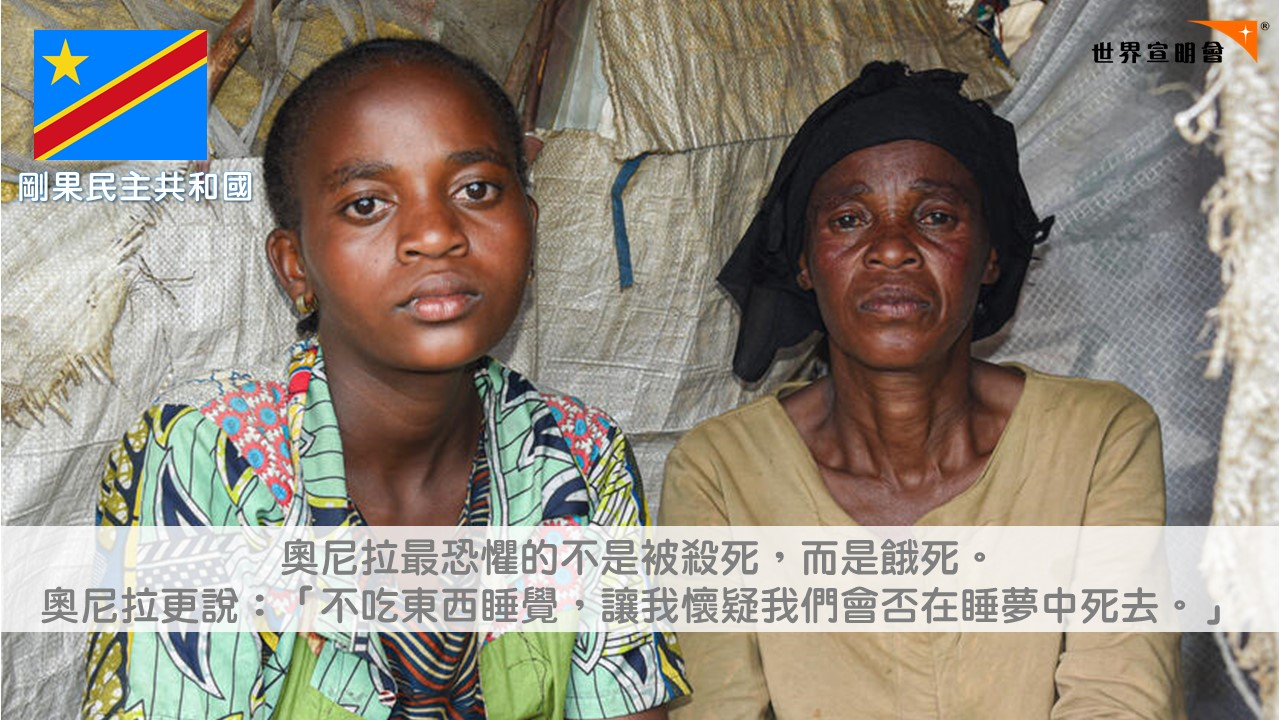 世界宣明會®
剛果民主共和國
奧尼拉最恐懼的不是被殺死，而是餓死。
奧尼拉更說：「不吃東西睡覺，讓我懷疑我們會否在睡夢中死去。」